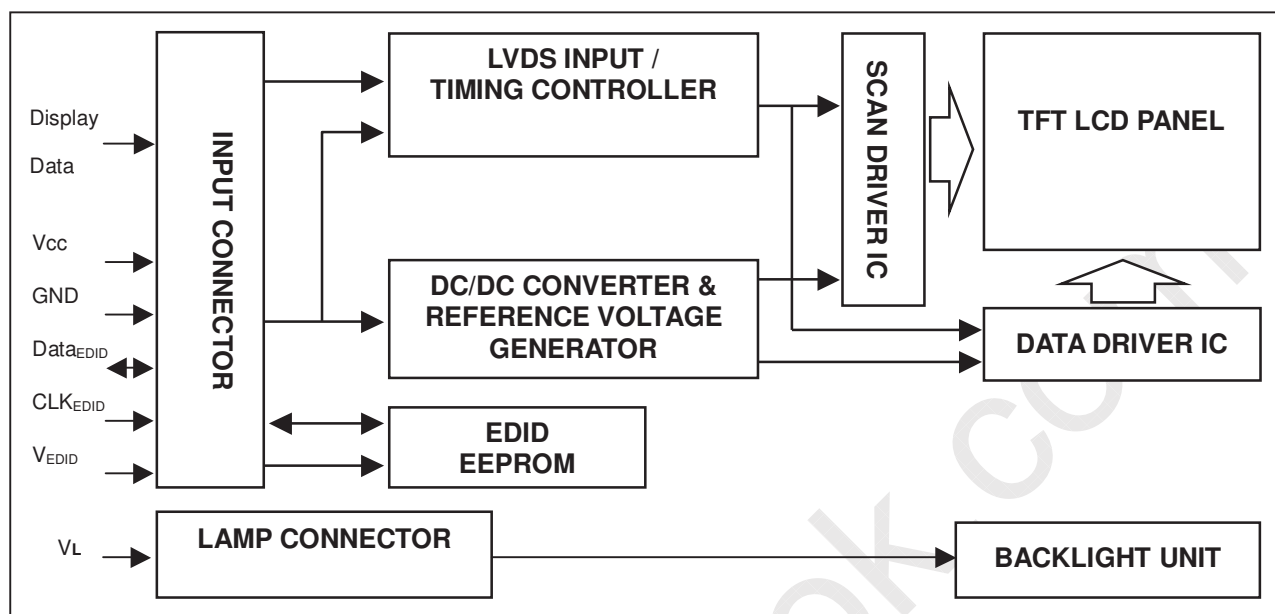 Display
Data
Vcc
GND
DataEDID
CLKEDID
VEDID
VL
INPUT CONNECTOR
LVDS INPUT /
TIMING CONTROLLER
DC/DC CONVERTER &
REFERENCE VOLTAGE
GENERATOR
EDID
EEPROM
SCAN DRIVER IC
TFT LCD PANEL
DATA DRIVER IC
LAMP CONNECTOR
BACKLIGHT UNIT